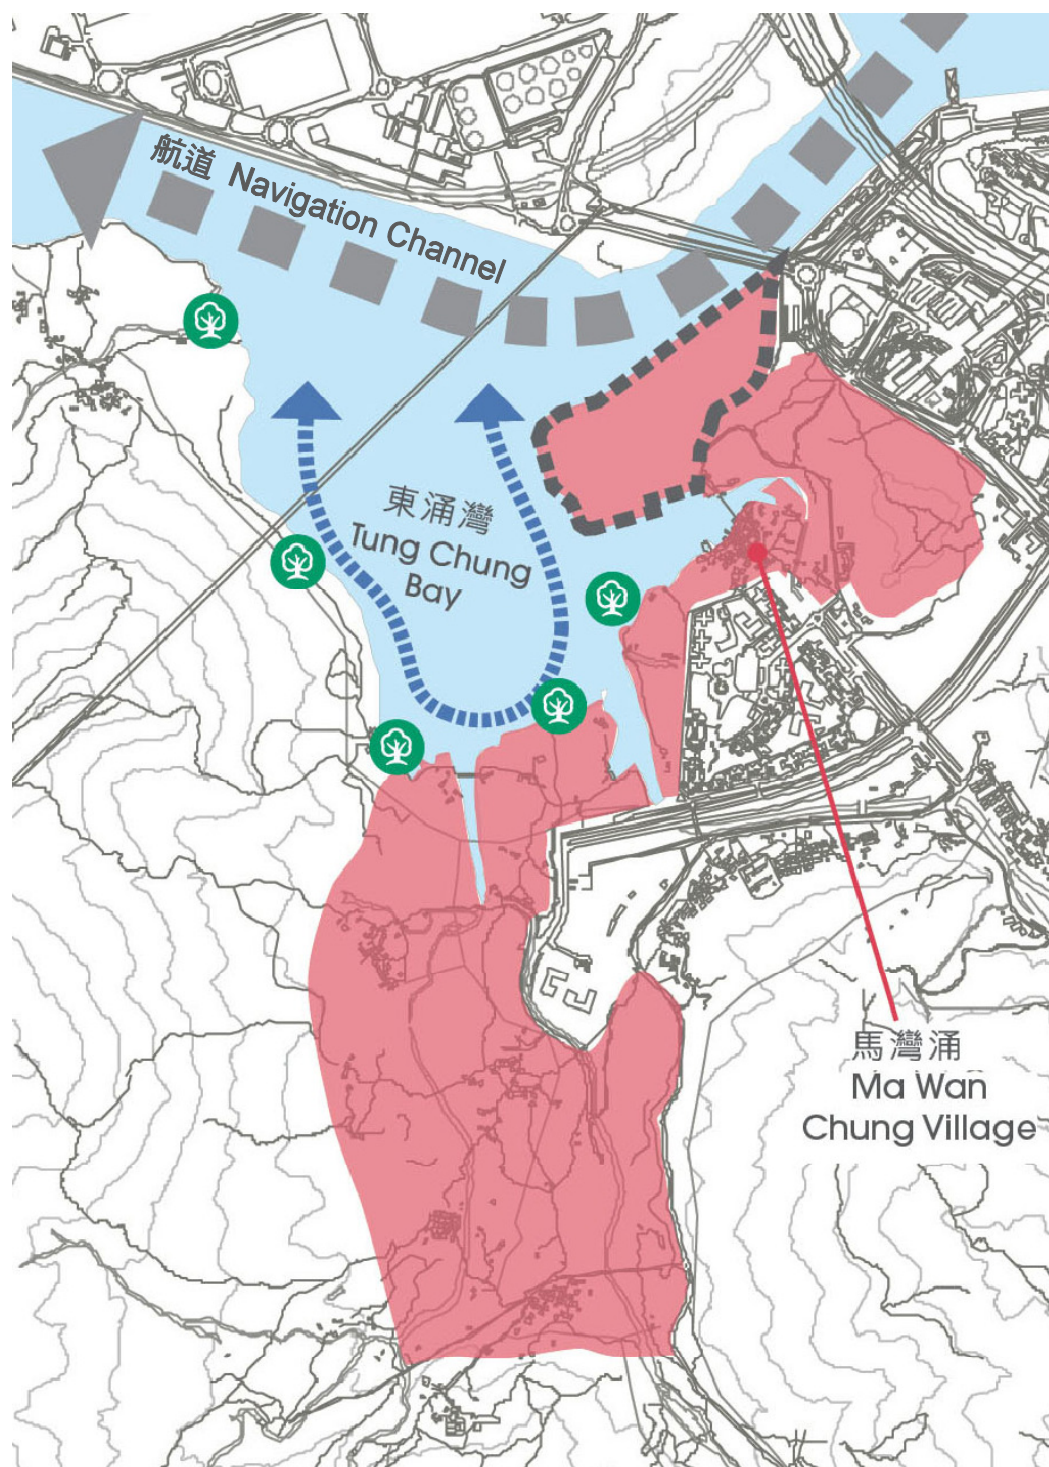 航道 Navigation Channel
東涌灣
Tung Chung
Bay
馬灣涌
Ma Wan
Chung Village